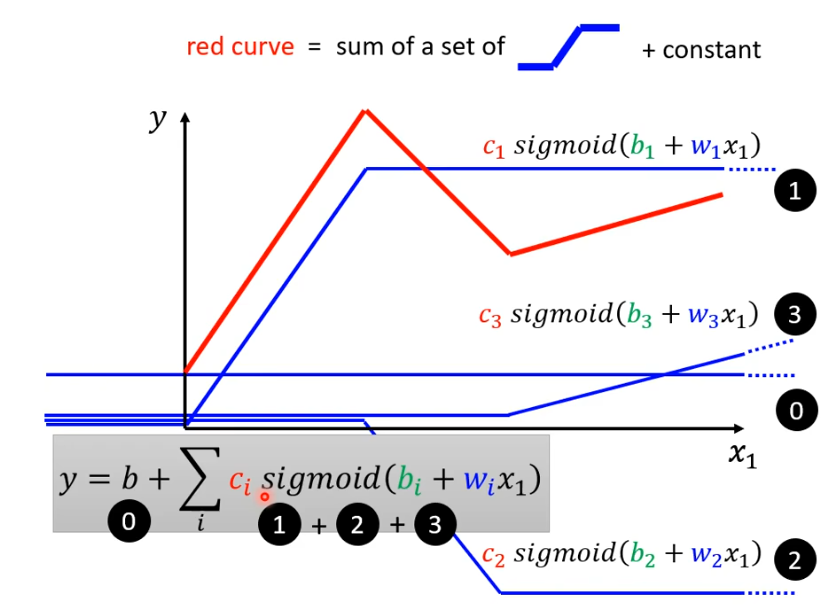 red curve = sum of a set of + constant
y
c₁ sigmoid(b₁ + w₁x₁)
1
c₃ sigmoid(b₃ + w₃x₁)
3
0
x₁
y = b + ∑ᵢ cᵢ sigmoid(bᵢ + wᵢx₁)
0 1 + 2 + 3
c₂ sigmoid(b₂ + w₂x₁)
2